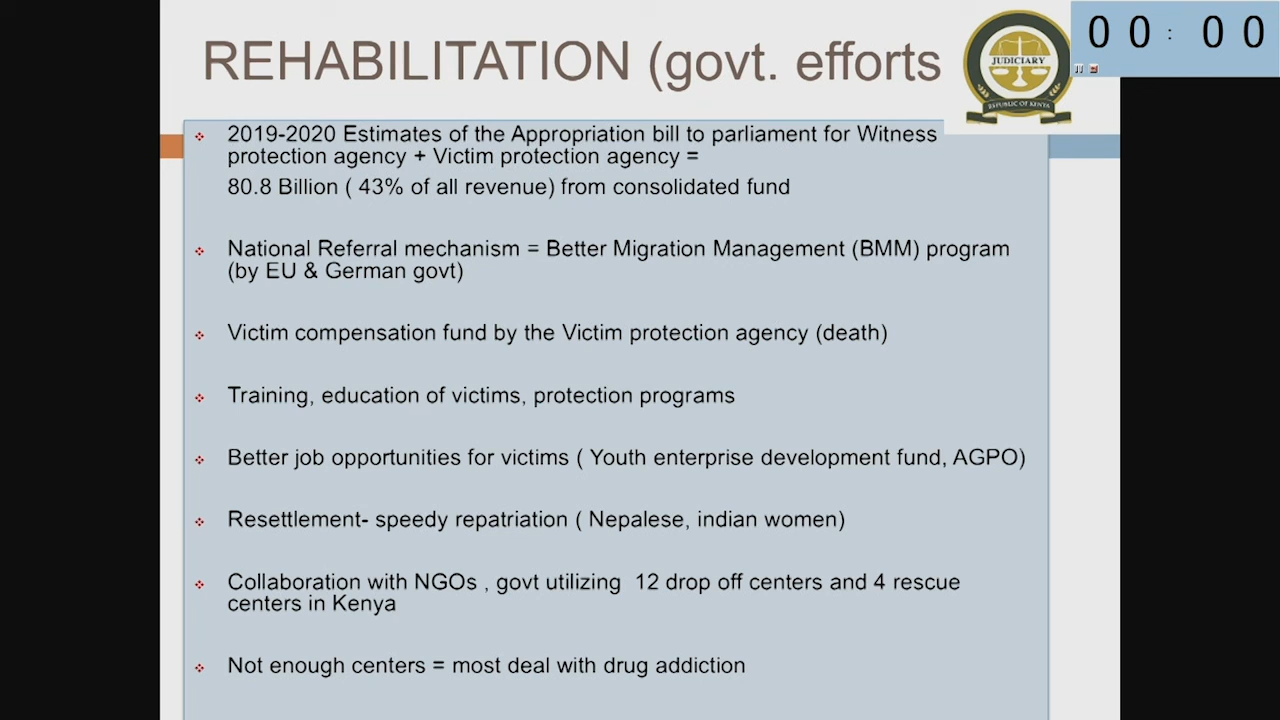 REHABILITATION (govt. efforts
JUDICIARY
REPUBLIC OF KENYA
00:00
2019-2020 Estimates of the Appropriation bill to parliament for Witness
protection agency + Victim protection agency =
80.8 Billion ( 43% of all revenue) from consolidated fund
National Referral mechanism = Better Migration Management (BMM) program
(by EU & German govt)
Victim compensation fund by the Victim protection agency (death)
Training, education of victims, protection programs
Better job opportunities for victims ( Youth enterprise development fund, AGPO)
Resettlement- speedy repatriation ( Nepalese, indian women)
Collaboration with NGOs , govt utilizing 12 drop off centers and 4 rescue
centers in Kenya
Not enough centers = most deal with drug addiction